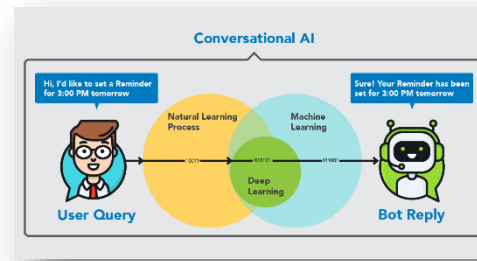 Conversational AI
Hi, I'd like to set a Reminder
for 3:00 PM tomorrow
Sure! Your Reminder has been
set for 3:00 PM tomorrow
Natural Learning
Process
Machine
Learning
Deep
Learning
User Query
Bot Reply